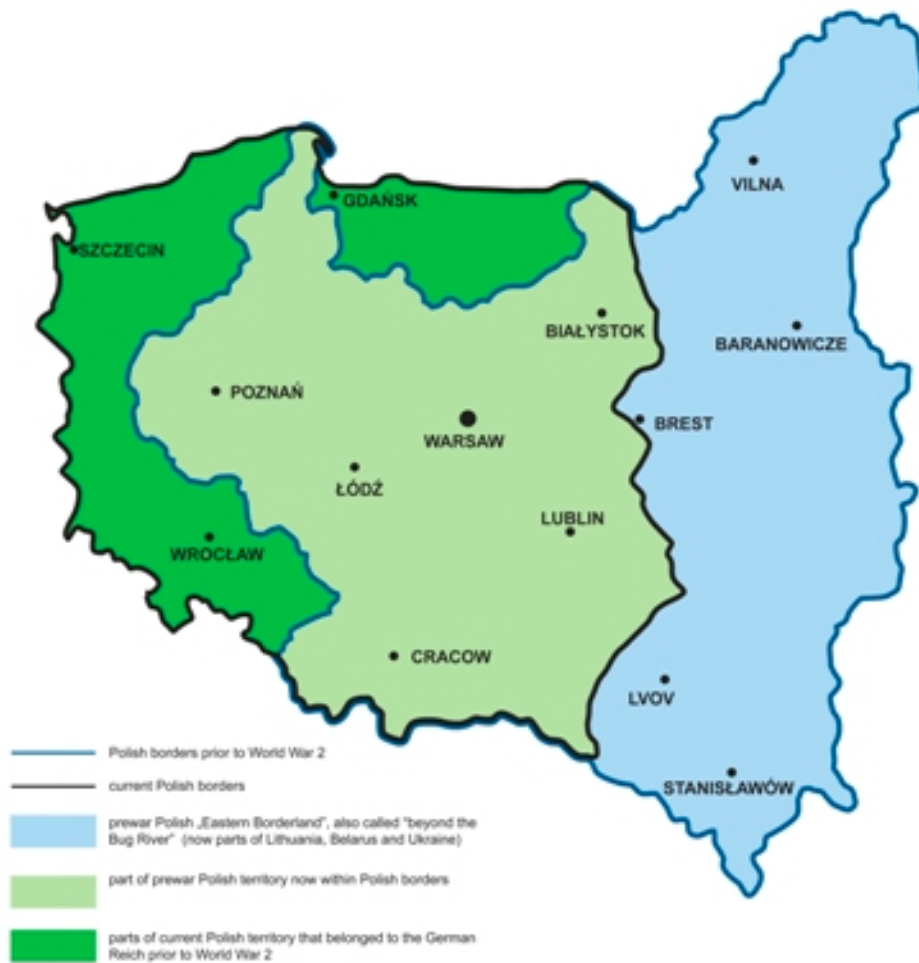 VILNA
GDAŃSK
SZCZECIN
BIAŁYSTOK
BARANOWICZE
POZNAŃ
BREST
WARSAW
ŁÓDŹ
LUBLIN
WROCŁAW
CRACOW
LVOV
STANISŁAWÓW
Polish borders prior to World War 2
current Polish borders
prewar Polish „Eastern Borderland", also called "beyond the
Bug River" (now parts of Lithuania, Belarus and Ukraine)
part of prewar Polish territory now within Polish borders
parts of current Polish territory that belonged to the German
Reich prior to World War 2